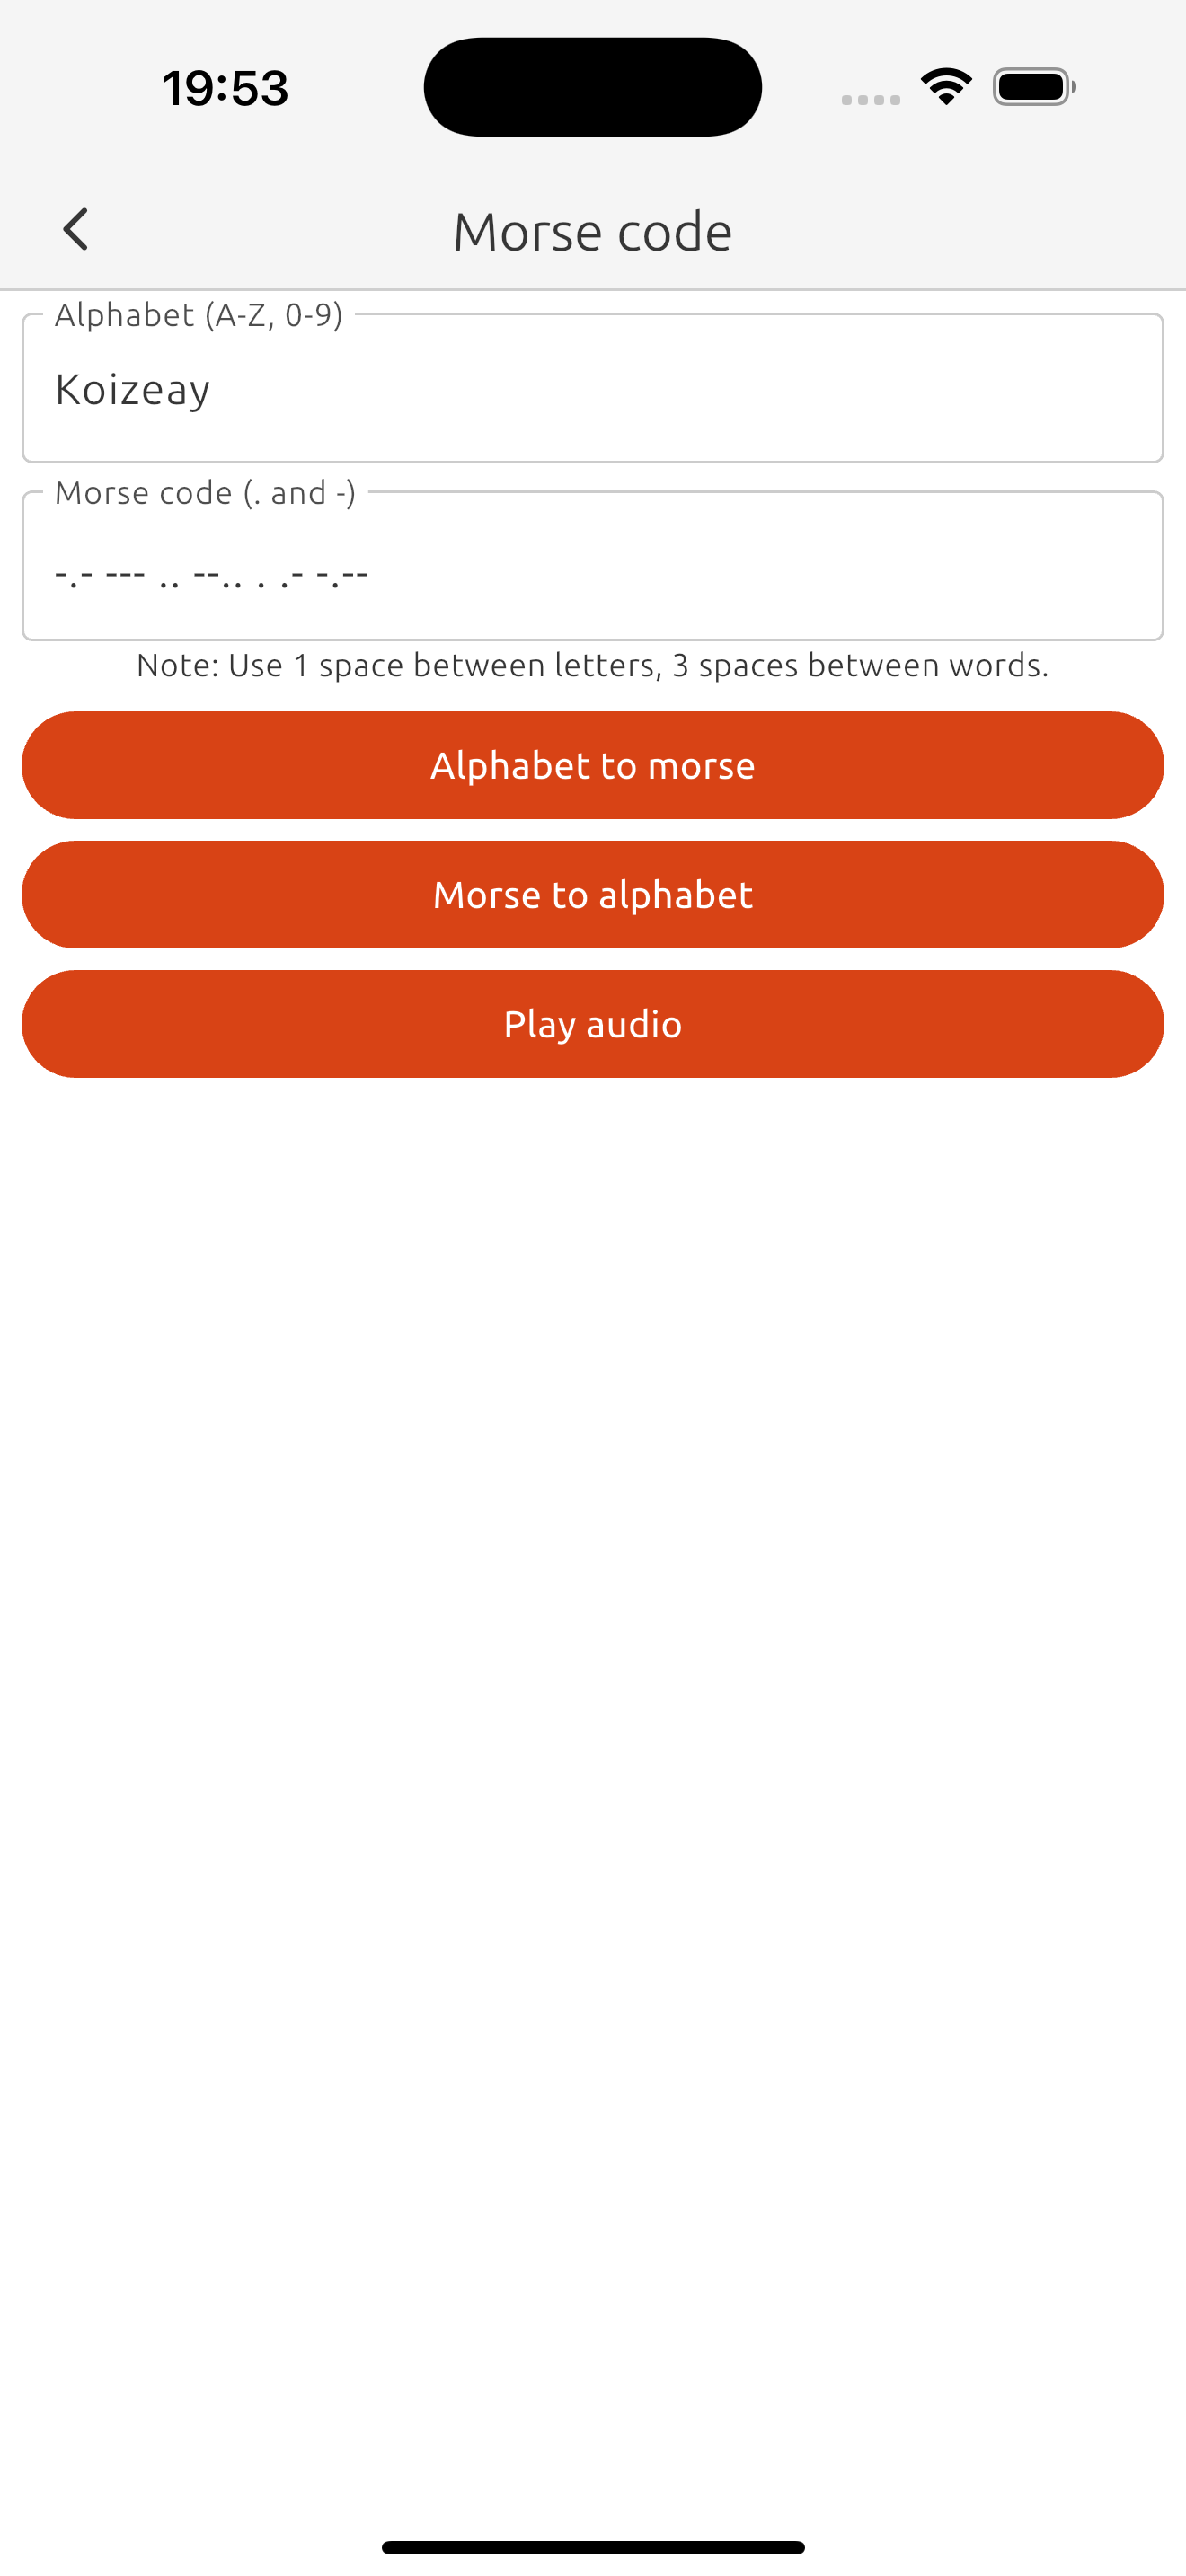 19:53
Morse code
Alphabet (A-Z, 0-9)
Koizeay
Morse code (. and -)
-.- --- .. --.. . .- -.--
Note: Use 1 space between letters, 3 spaces between words.
Alphabet to morse
Morse to alphabet
Play audio